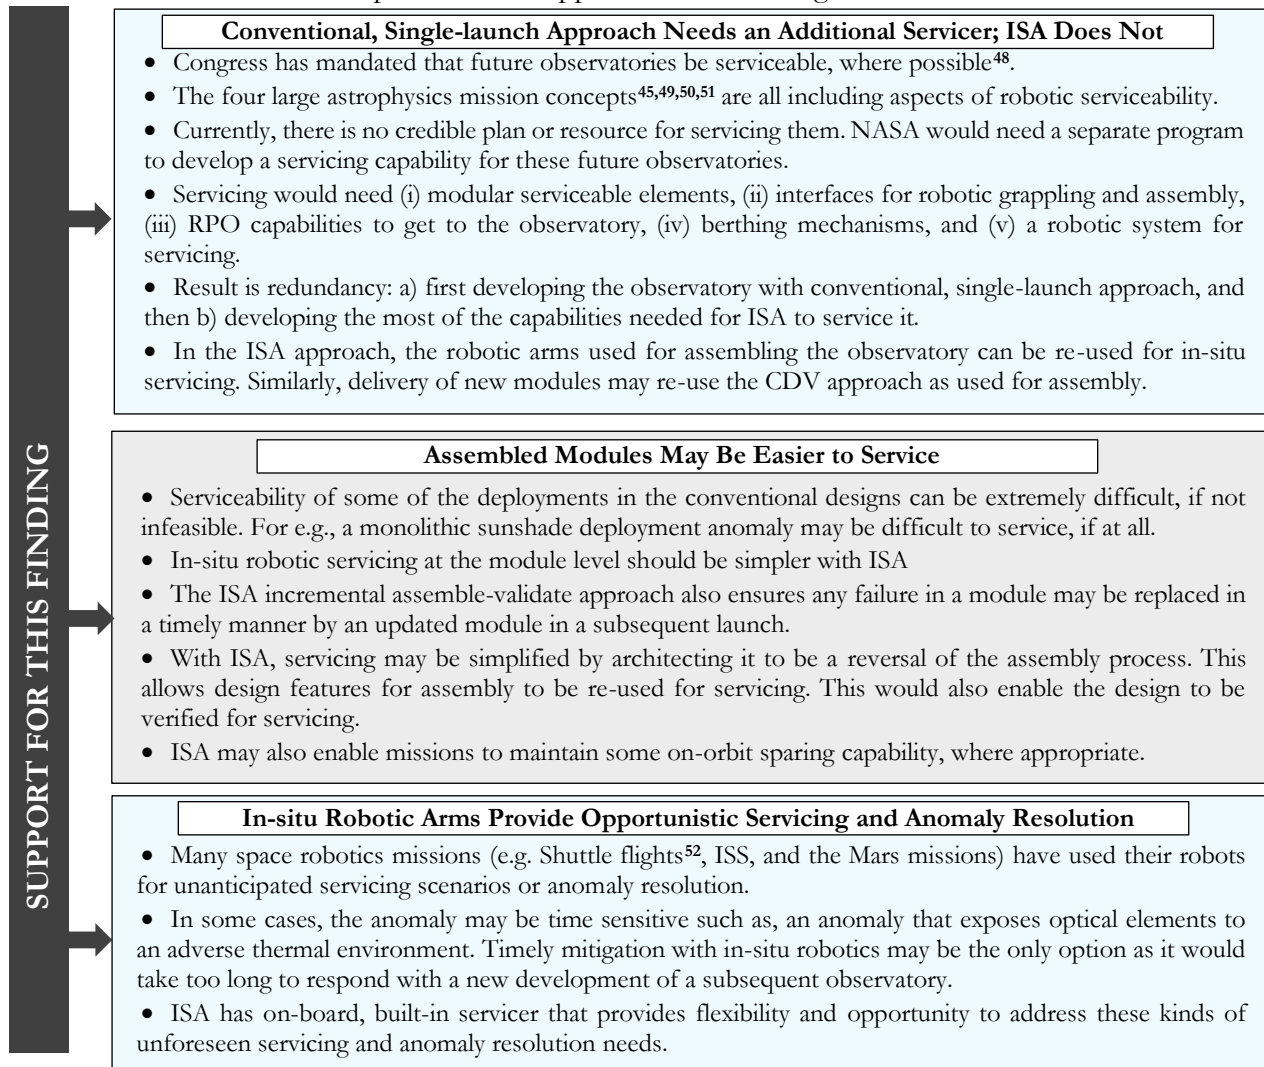 Conventional, Single-launch Approach Needs an Additional Servicer; ISA Does Not
• Congress has mandated that future observatories be serviceable, where possible48.
• The four large astrophysics mission concepts45,49,50,51 are all including aspects of robotic serviceability.
• Currently, there is no credible plan or resource for servicing them. NASA would need a separate program
to develop a servicing capability for these future observatories.
• Servicing would need (i) modular serviceable elements, (ii) interfaces for robotic grappling and assembly,
(iii) RPO capabilities to get to the observatory, (iv) berthing mechanisms, and (v) a robotic system for
servicing.
• Result is redundancy: a) first developing the observatory with conventional, single-launch approach, and
then b) developing the most of the capabilities needed for ISA to service it.
• In the ISA approach, the robotic arms used for assembling the observatory can be re-used for in-situ
servicing. Similarly, delivery of new modules may re-use the CDV approach as used for assembly.
SUPPORT FOR THIS FINDING
Assembled Modules May Be Easier to Service
• Serviceability of some of the deployments in the conventional designs can be extremely difficult, if not
infeasible. For e.g., a monolithic sunshade deployment anomaly may be difficult to service, if at all.
• In-situ robotic servicing at the module level should be simpler with ISA
• The ISA incremental assemble-validate approach also ensures any failure in a module may be replaced in
a timely manner by an updated module in a subsequent launch.
• With ISA, servicing may be simplified by architecting it to be a reversal of the assembly process. This
allows design features for assembly to be re-used for servicing. This would also enable the design to be
verified for servicing.
• ISA may also enable missions to maintain some on-orbit sparing capability, where appropriate.
In-situ Robotic Arms Provide Opportunistic Servicing and Anomaly Resolution
• Many space robotics missions (e.g. Shuttle flights52, ISS, and the Mars missions) have used their robots
for unanticipated servicing scenarios or anomaly resolution.
• In some cases, the anomaly may be time sensitive such as, an anomaly that exposes optical elements to
an adverse thermal environment. Timely mitigation with in-situ robotics may be the only option as it would
take too long to respond with a new development of a subsequent observatory.
• ISA has on-board, built-in servicer that provides flexibility and opportunity to address these kinds of
unforeseen servicing and anomaly resolution needs.